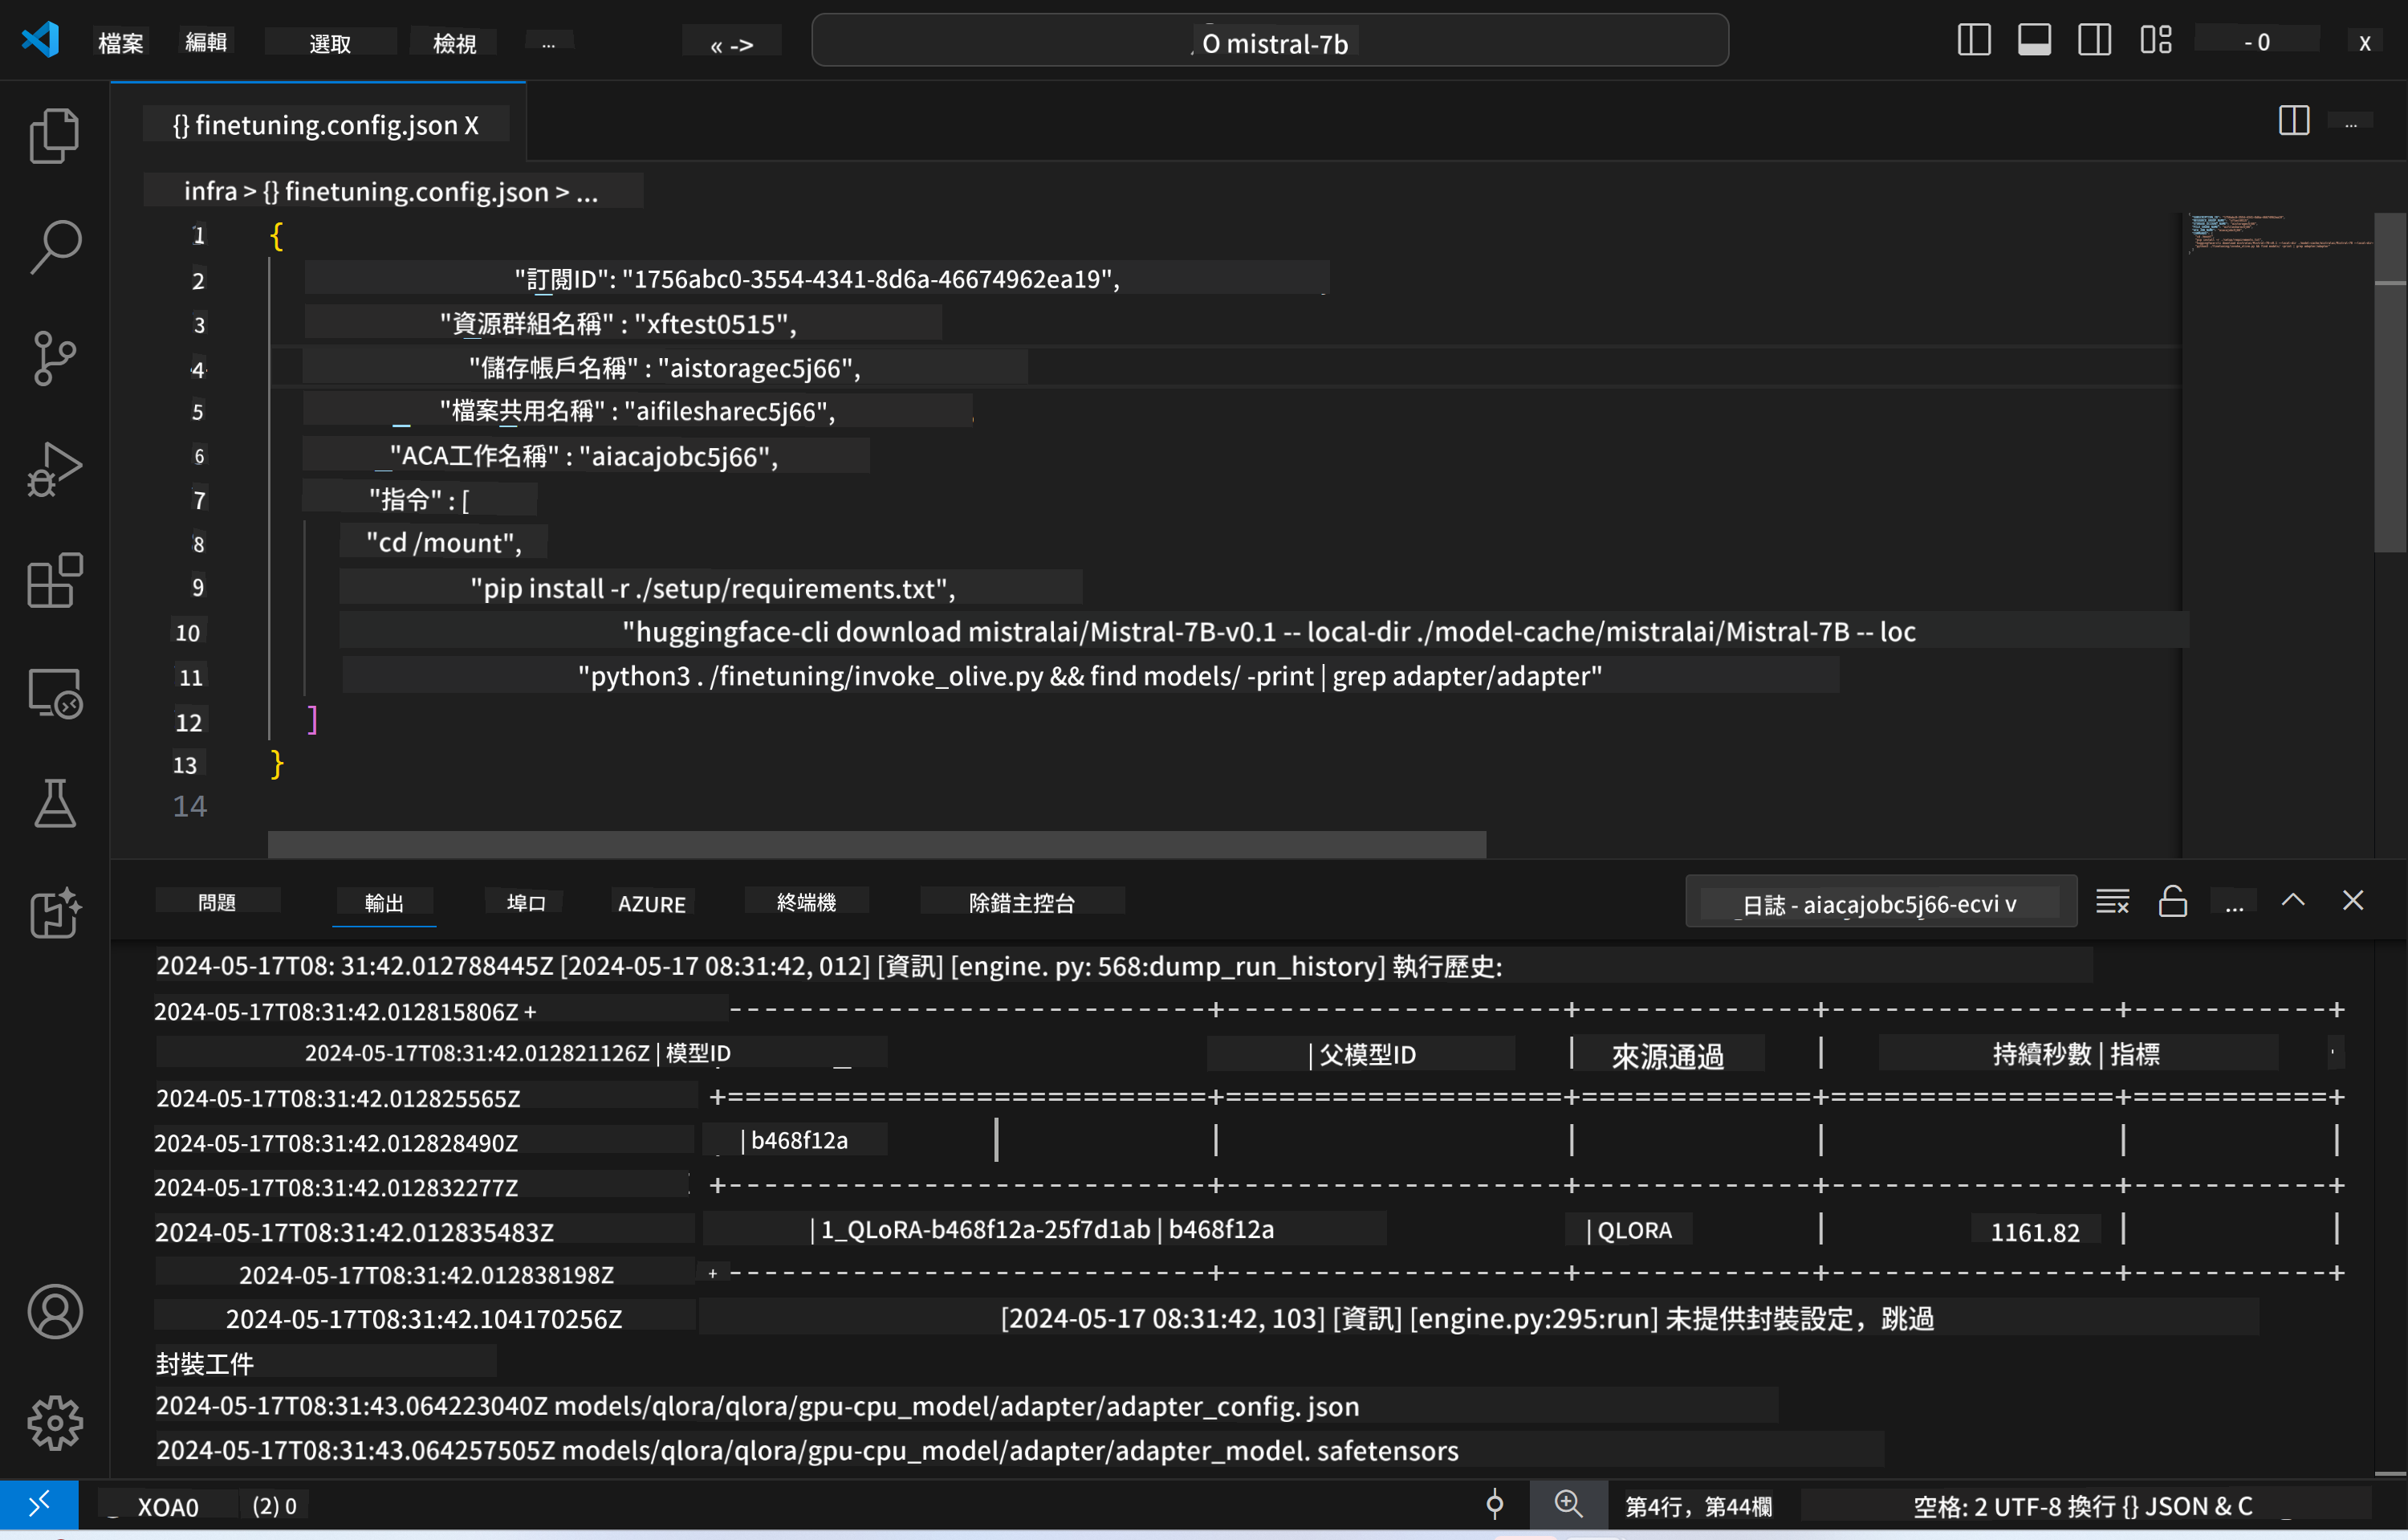 檔案 編輯 選取 檢視 ... « -> O mistral-7b - 0 x
{} finetuning.config.json X ...
infra > {} finetuning.config.json > ...
1 {
2 "訂閱ID": "1756abc0-3554-4341-8d6a-46674962ea19",
3 "資源群組名稱" : "xftest0515",
4 "儲存帳戶名稱" : "aistoragec5j66",
5 "檔案共用名稱" : "aifilesharec5j66",
6 "ACA工作名稱" : "aiacajobc5j66",
7 "指令" : [
8 "cd /mount",
9 "pip install -r ./setup/requirements.txt",
10 "huggingface-cli download mistralai/Mistral-7B-v0.1 -- local-dir ./model-cache/mistralai/Mistral-7B -- loc
11 "python3 . /finetuning/invoke_olive.py && find models/ -print | grep adapter/adapter"
12 ]
13 }
14
問題 輸出 埠口 AZURE 終端機 除錯主控台 日誌 - aiacajobc5j66-ecvi v ...
2024-05-17T08: 31:42.012788445Z [2024-05-17 08:31:42, 012] [資訊] [engine. py: 568:dump_run_history] 執行歷史:
2024-05-17T08:31:42.012815806Z + ---------------------------+-------------------+-------------+----------------+-----------+
2024-05-17T08:31:42.012821126Z | 模型ID | 父模型ID | 來源通過 | 持續秒數 | 指標
2024-05-17T08:31:42.012825565Z +===========================+===================+=============+================+===========+
2024-05-17T08:31:42.012828490Z | b468f12a | | | | | |
2024-05-17T08:31:42.012832277Z +---------------------------+-------------------+-------------+----------------+-----------+
2024-05-17T08:31:42.012835483Z | 1_QLoRA-b468f12a-25f7d1ab | b468f12a | QLORA | 1161.82 | |
2024-05-17T08:31:42.012838198Z + ---------------------------+-------------------+-------------+----------------+-----------+
2024-05-17T08:31:42.104170256Z [2024-05-17 08:31:42, 103] [資訊] [engine.py:295:run] 未提供封裝設定，跳過
封裝工件
2024-05-17T08:31:43.064223040Z models/qlora/qlora/gpu-cpu_model/adapter/adapter_config. json
2024-05-17T08:31:43.064257505Z models/qlora/qlora/gpu-cpu_model/adapter/adapter_model. safetensors
XOA0 (2) 0 第4行，第44欄 空格: 2 UTF-8 換行 {} JSON & C